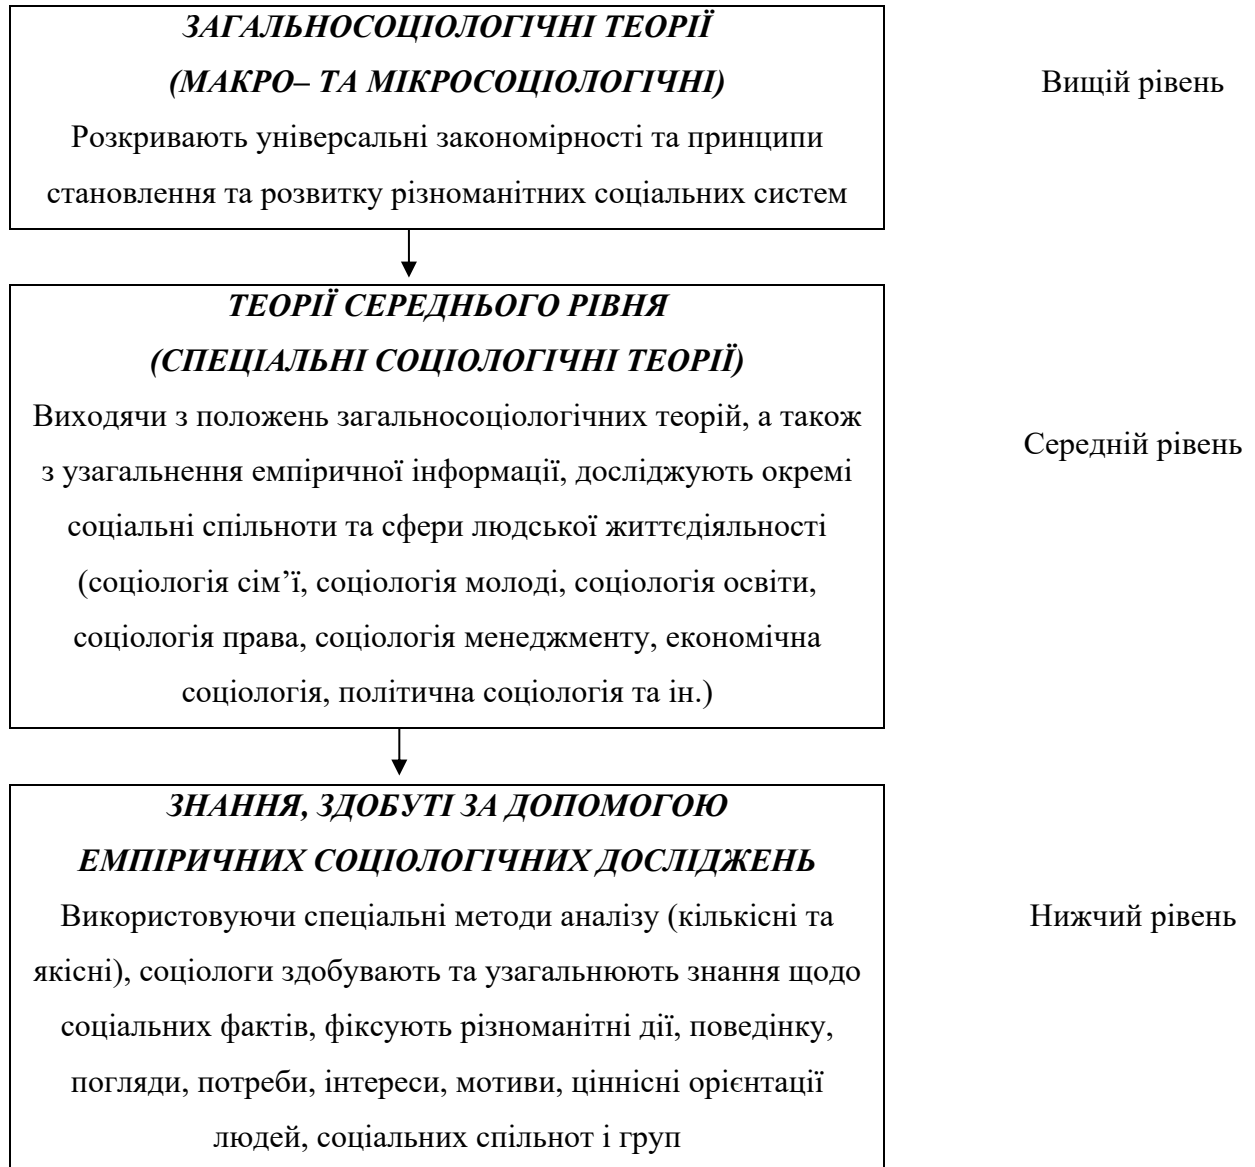 ЗАГАЛЬНОСОЦІОЛОГІЧНІ ТЕОРІЇ
(МАКРО– ТА МІКРОСОЦІОЛОГІЧНІ)
Розкривають універсальні закономірності та принципи
становлення та розвитку різноманітних соціальних систем
Вищій рівень
ТЕОРІЇ СЕРЕДНЬОГО РІВНЯ
(СПЕЦІАЛЬНІ СОЦІОЛОГІЧНІ ТЕОРІЇ)
Виходячи з положень загальносоціологічних теорій, а також
з узагальнення емпіричної інформації, досліджують окремі
соціальні спільноти та сфери людської життєдіяльності
(соціологія сім’ї, соціологія молоді, соціологія освіти,
соціологія права, соціологія менеджменту, економічна
соціологія, політична соціологія та ін.)
Середній рівень
ЗНАННЯ, ЗДОБУТІ ЗА ДОПОМОГОЮ
ЕМПІРИЧНИХ СОЦІОЛОГІЧНИХ ДОСЛІДЖЕНЬ
Використовуючи спеціальні методи аналізу (кількісні та
якісні), соціологи здобувають та узагальнюють знання щодо
соціальних фактів, фіксують різноманітні дії, поведінку,
погляди, потреби, інтереси, мотиви, ціннісні орієнтації
людей, соціальних спільнот і груп
Нижчий рівень